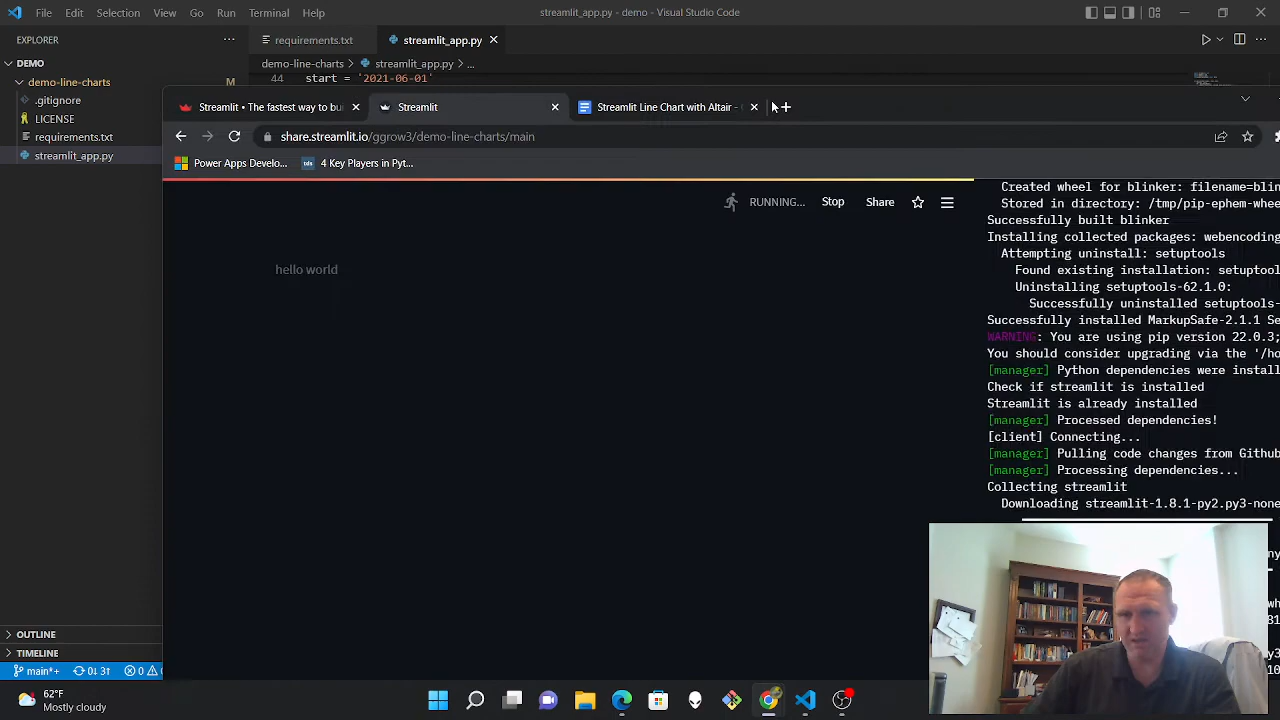 File Edit Selection View Go Run Terminal Help
streamlit_app.py - demo - Visual Studio Code
EXPLORER
requirements.txt
streamlit_app.py
DEMO
demo-line-charts > streamlit_app.py > ...
demo-line-charts M
44 start = '2021-06-01'
.gitignore
LICENSE
requirements.txt
streamlit_app.py
Streamlit • The fastest way to bui
Streamlit
Streamlit Line Chart with Altair -
share.streamlit.io/ggrow3/demo-line-charts/main
Power Apps Develo...
4 Key Players in Pyt...
RUNNING...
Stop
Share
hello world
Created wheel for blinker: filename=blin
Stored in directory: /tmp/pip-ephem-whee
Successfully built blinker
Installing collected packages: webencoding
Attempting uninstall: setuptools
Found existing installation: setuptool
Uninstalling setuptools-62.1.0:
Successfully uninstalled setuptools-
Successfully installed MarkupSafe-2.1.1 Se
WARNING: You are using pip version 22.0.3;
You should consider upgrading via the '/ho
[manager] Python dependencies were install
Check if streamlit is installed
Streamlit is already installed
[manager] Processed dependencies!
[client] Connecting...
[manager] Pulling code changes from Github
[manager] Processing dependencies...
Collecting streamlit
Downloading streamlit-1.8.1-py2.py3-none
OUTLINE
TIMELINE
main*+ 0↓ 3↑ 0 0
62°F
Mostly cloudy